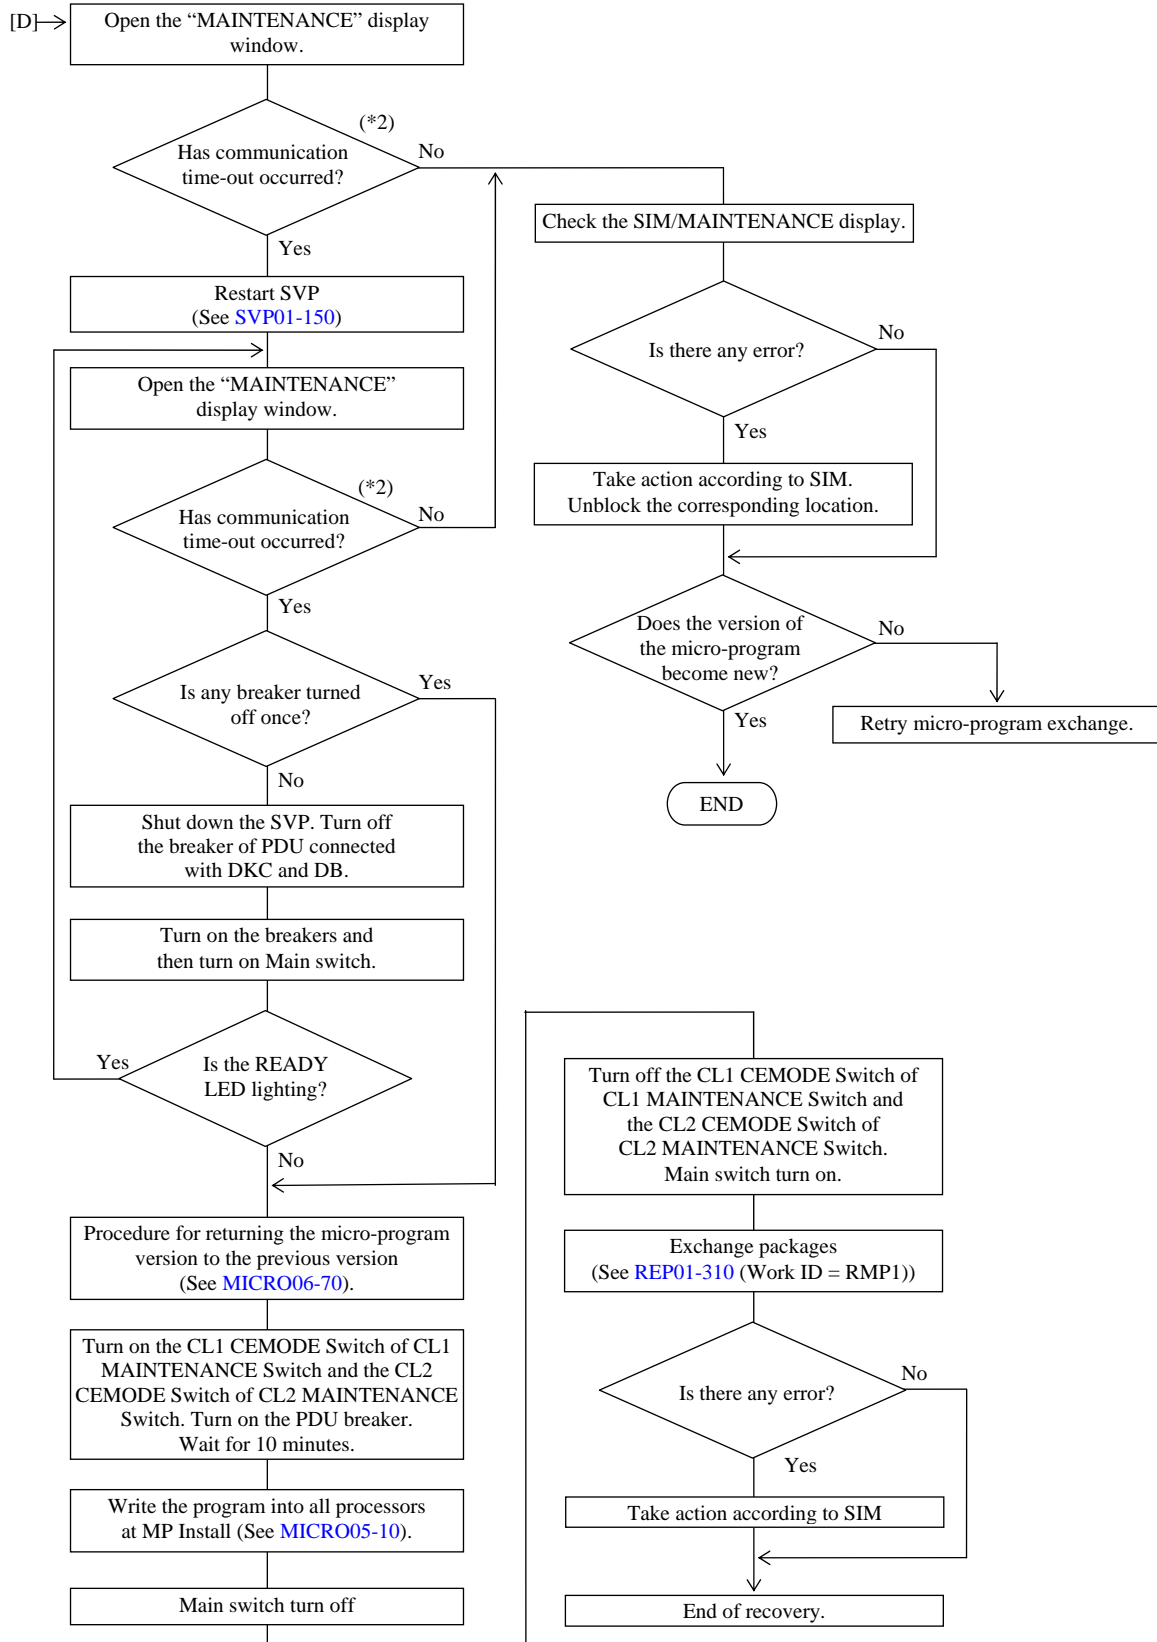 [D]
Open the “MAINTENANCE” display
window.
(*2)
Has communication
time-out occurred?
No
Yes
Restart SVP
(See SVP01-150)
Open the “MAINTENANCE”
display window.
(*2)
Has communication
time-out occurred?
No
Yes
Is any breaker turned
off once?
Yes
No
Shut down the SVP. Turn off
the breaker of PDU connected
with DKC and DB.
Turn on the breakers and
then turn on Main switch.
Yes
Is the READY
LED lighting?
No
Procedure for returning the micro-program
version to the previous version
(See MICRO06-70).
Turn on the CL1 CEMODE Switch of CL1
MAINTENANCE Switch and the CL2
CEMODE Switch of CL2 MAINTENANCE
Switch. Turn on the PDU breaker.
Wait for 10 minutes.
Write the program into all processors
at MP Install (See MICRO05-10).
Main switch turn off
Check the SIM/MAINTENANCE display.
Is there any error?
No
Yes
Take action according to SIM.
Unblock the corresponding location.
Does the version of
the micro-program
become new?
No
Yes
Retry micro-program exchange.
END
Turn off the CL1 CEMODE Switch of
CL1 MAINTENANCE Switch and
the CL2 CEMODE Switch of
CL2 MAINTENANCE Switch.
Main switch turn on.
Exchange packages
(See REP01-310 (Work ID = RMP1))
Is there any error?
No
Yes
Take action according to SIM
End of recovery.